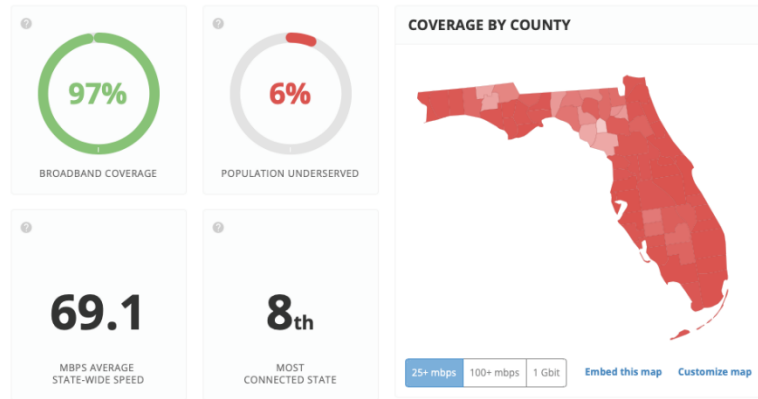 ?
97%
BROADBAND COVERAGE
?
6%
POPULATION UNDERSERVED
?
69.1
MBPS AVERAGE
STATE-WIDE SPEED
?
8th
MOST
CONNECTED STATE
COVERAGE BY COUNTY
25+ mbps
100+ mbps
1 Gbit
Embed this map
Customize map